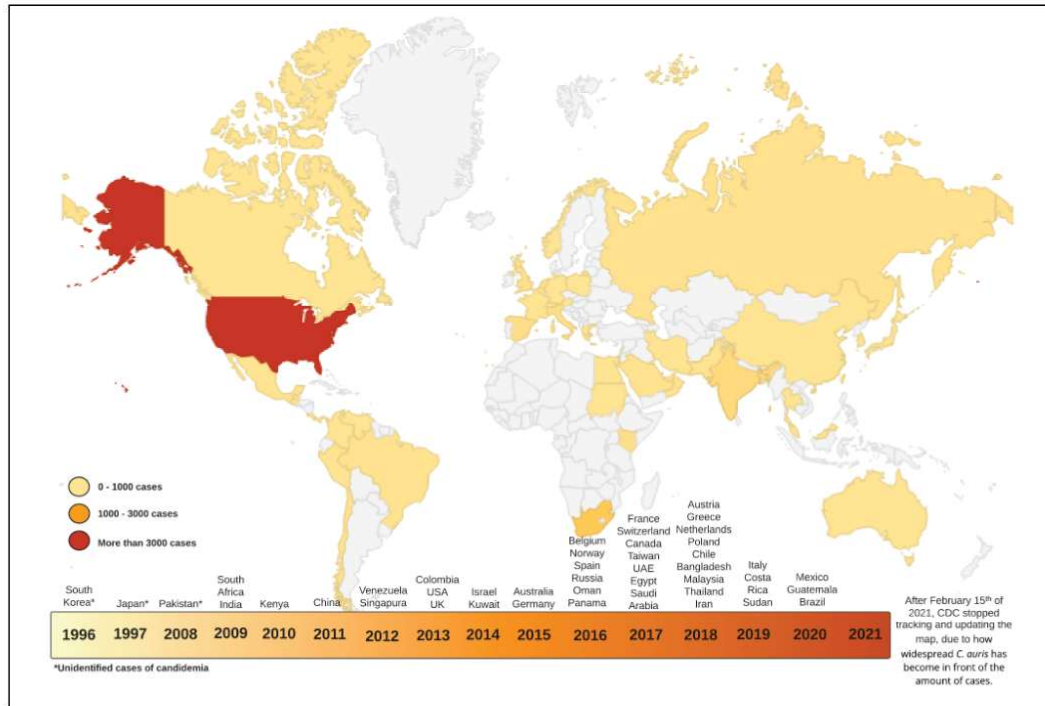 0 - 1000 cases
1000 - 3000 cases
More than 3000 cases
South
Korea*
Japan*
Pakistan*
South
Africa
India
Kenya
China
Venezuela
Singapura
Colombia
USA
UK
Israel
Kuwait
Australia
Germany
Belgium
Norway
Spain
Russia
Oman
Panama
France
Switzerland
Canada
Taiwan
UAE
Egypt
Saudi
Arabia
Austria
Greece
Netherlands
Poland
Chile
Bangladesh
Malaysia
Thailand
Iran
Italy
Costa
Rica
Sudan
Mexico
Guatemala
Brazil
1996 1997 2008 2009 2010 2011 2012 2013 2014 2015 2016 2017 2018 2019 2020 2021
*Unidentified cases of candidemia
After February 15th of
2021, CDC stopped
tracking and updating the
map, due to how
widespread C. auris has
become in front of the
amount of cases.